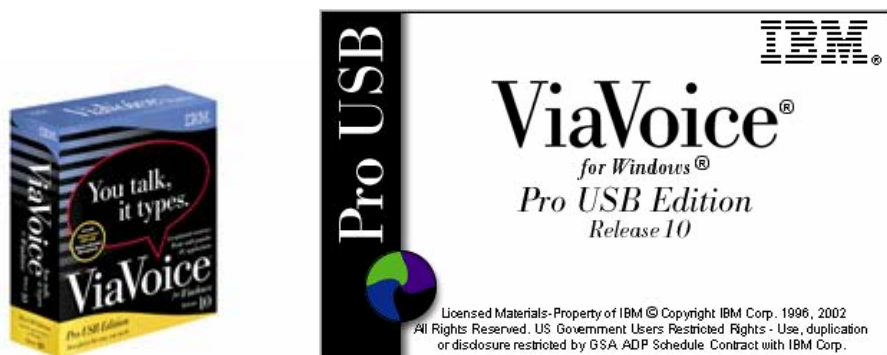 IBM
You talk,
it types.
ViaVoice
for Windows
Release
10
Pro USB Edition
ViaVoice
Pro USB
IBM®
ViaVoice®
for Windows®
Pro USB Edition
Release 10
Licensed Materials-Property of IBM © Copyright IBM Corp. 1996, 2002
All Rights Reserved. US Government Users Restricted Rights - Use, duplication
or disclosure restricted by GSA ADP Schedule Contract with IBM Corp.